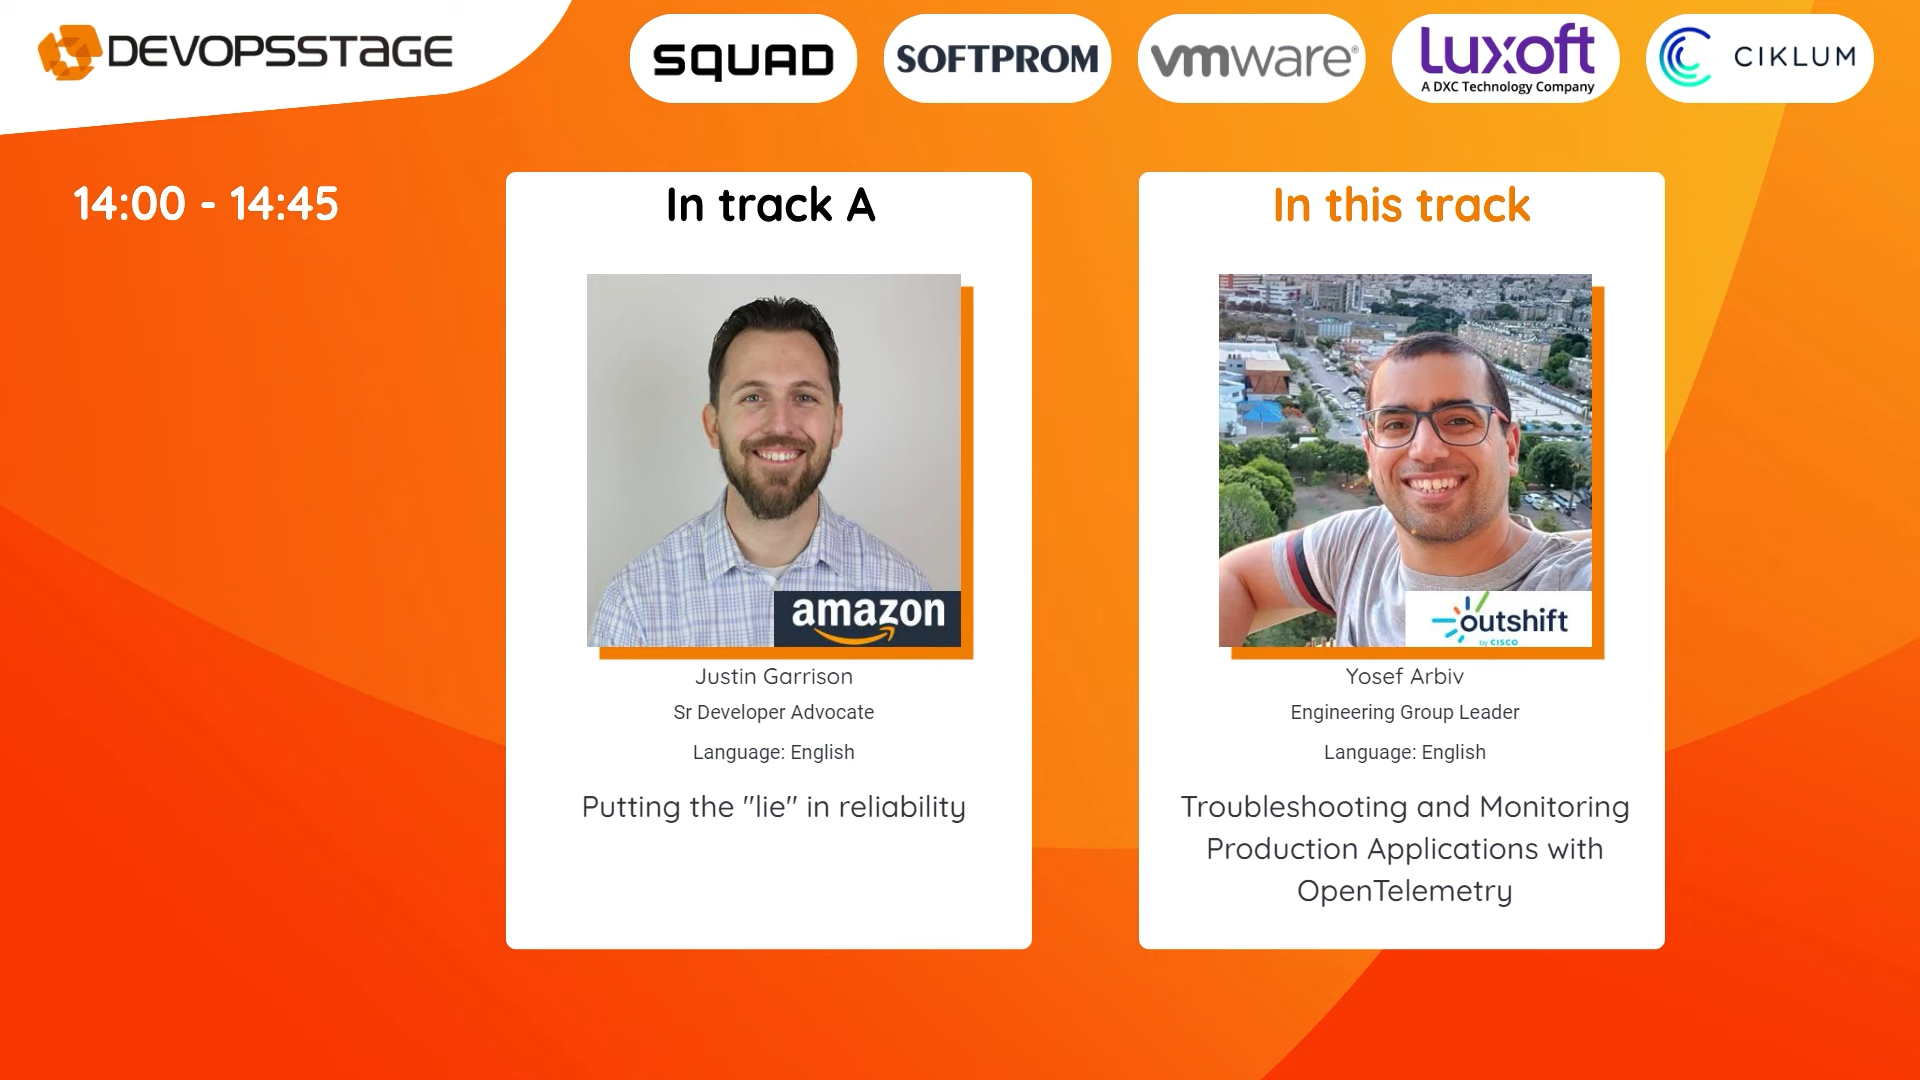 DEVOPSSTAGE
SQUAD
SOFTPROM
vmware®
Luxoft
A DXC Technology Company
CIKLUM
14:00 - 14:45
In track A
amazon
Justin Garrison
Sr Developer Advocate
Language: English
Putting the "lie" in reliability
In this track
outshift
by CISCO
Yosef Arbiv
Engineering Group Leader
Language: English
Troubleshooting and Monitoring
Production Applications with
OpenTelemetry